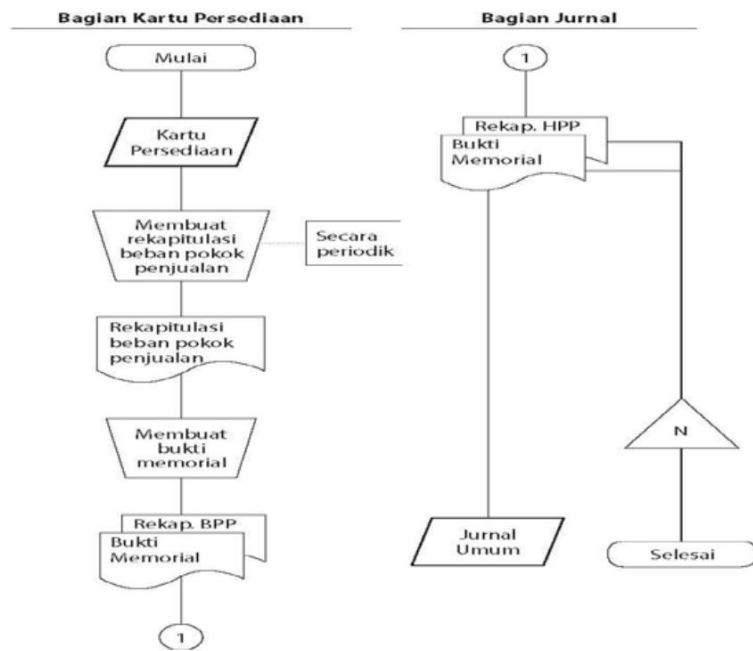 Bagian Kartu Persediaan
Mulai
Kartu
Persediaan
Membuat
rekapitulasi
beban pokok
penjualan
Secara
periodik
Rekapitulasi
beban pokok
penjualan
Membuat
bukti
memorial
Rekap. BPP
Bukti
Memorial
1
Bagian Jurnal
1
Rekap. HPP
Bukti
Memorial
N
Jurnal
Umum
Selesai